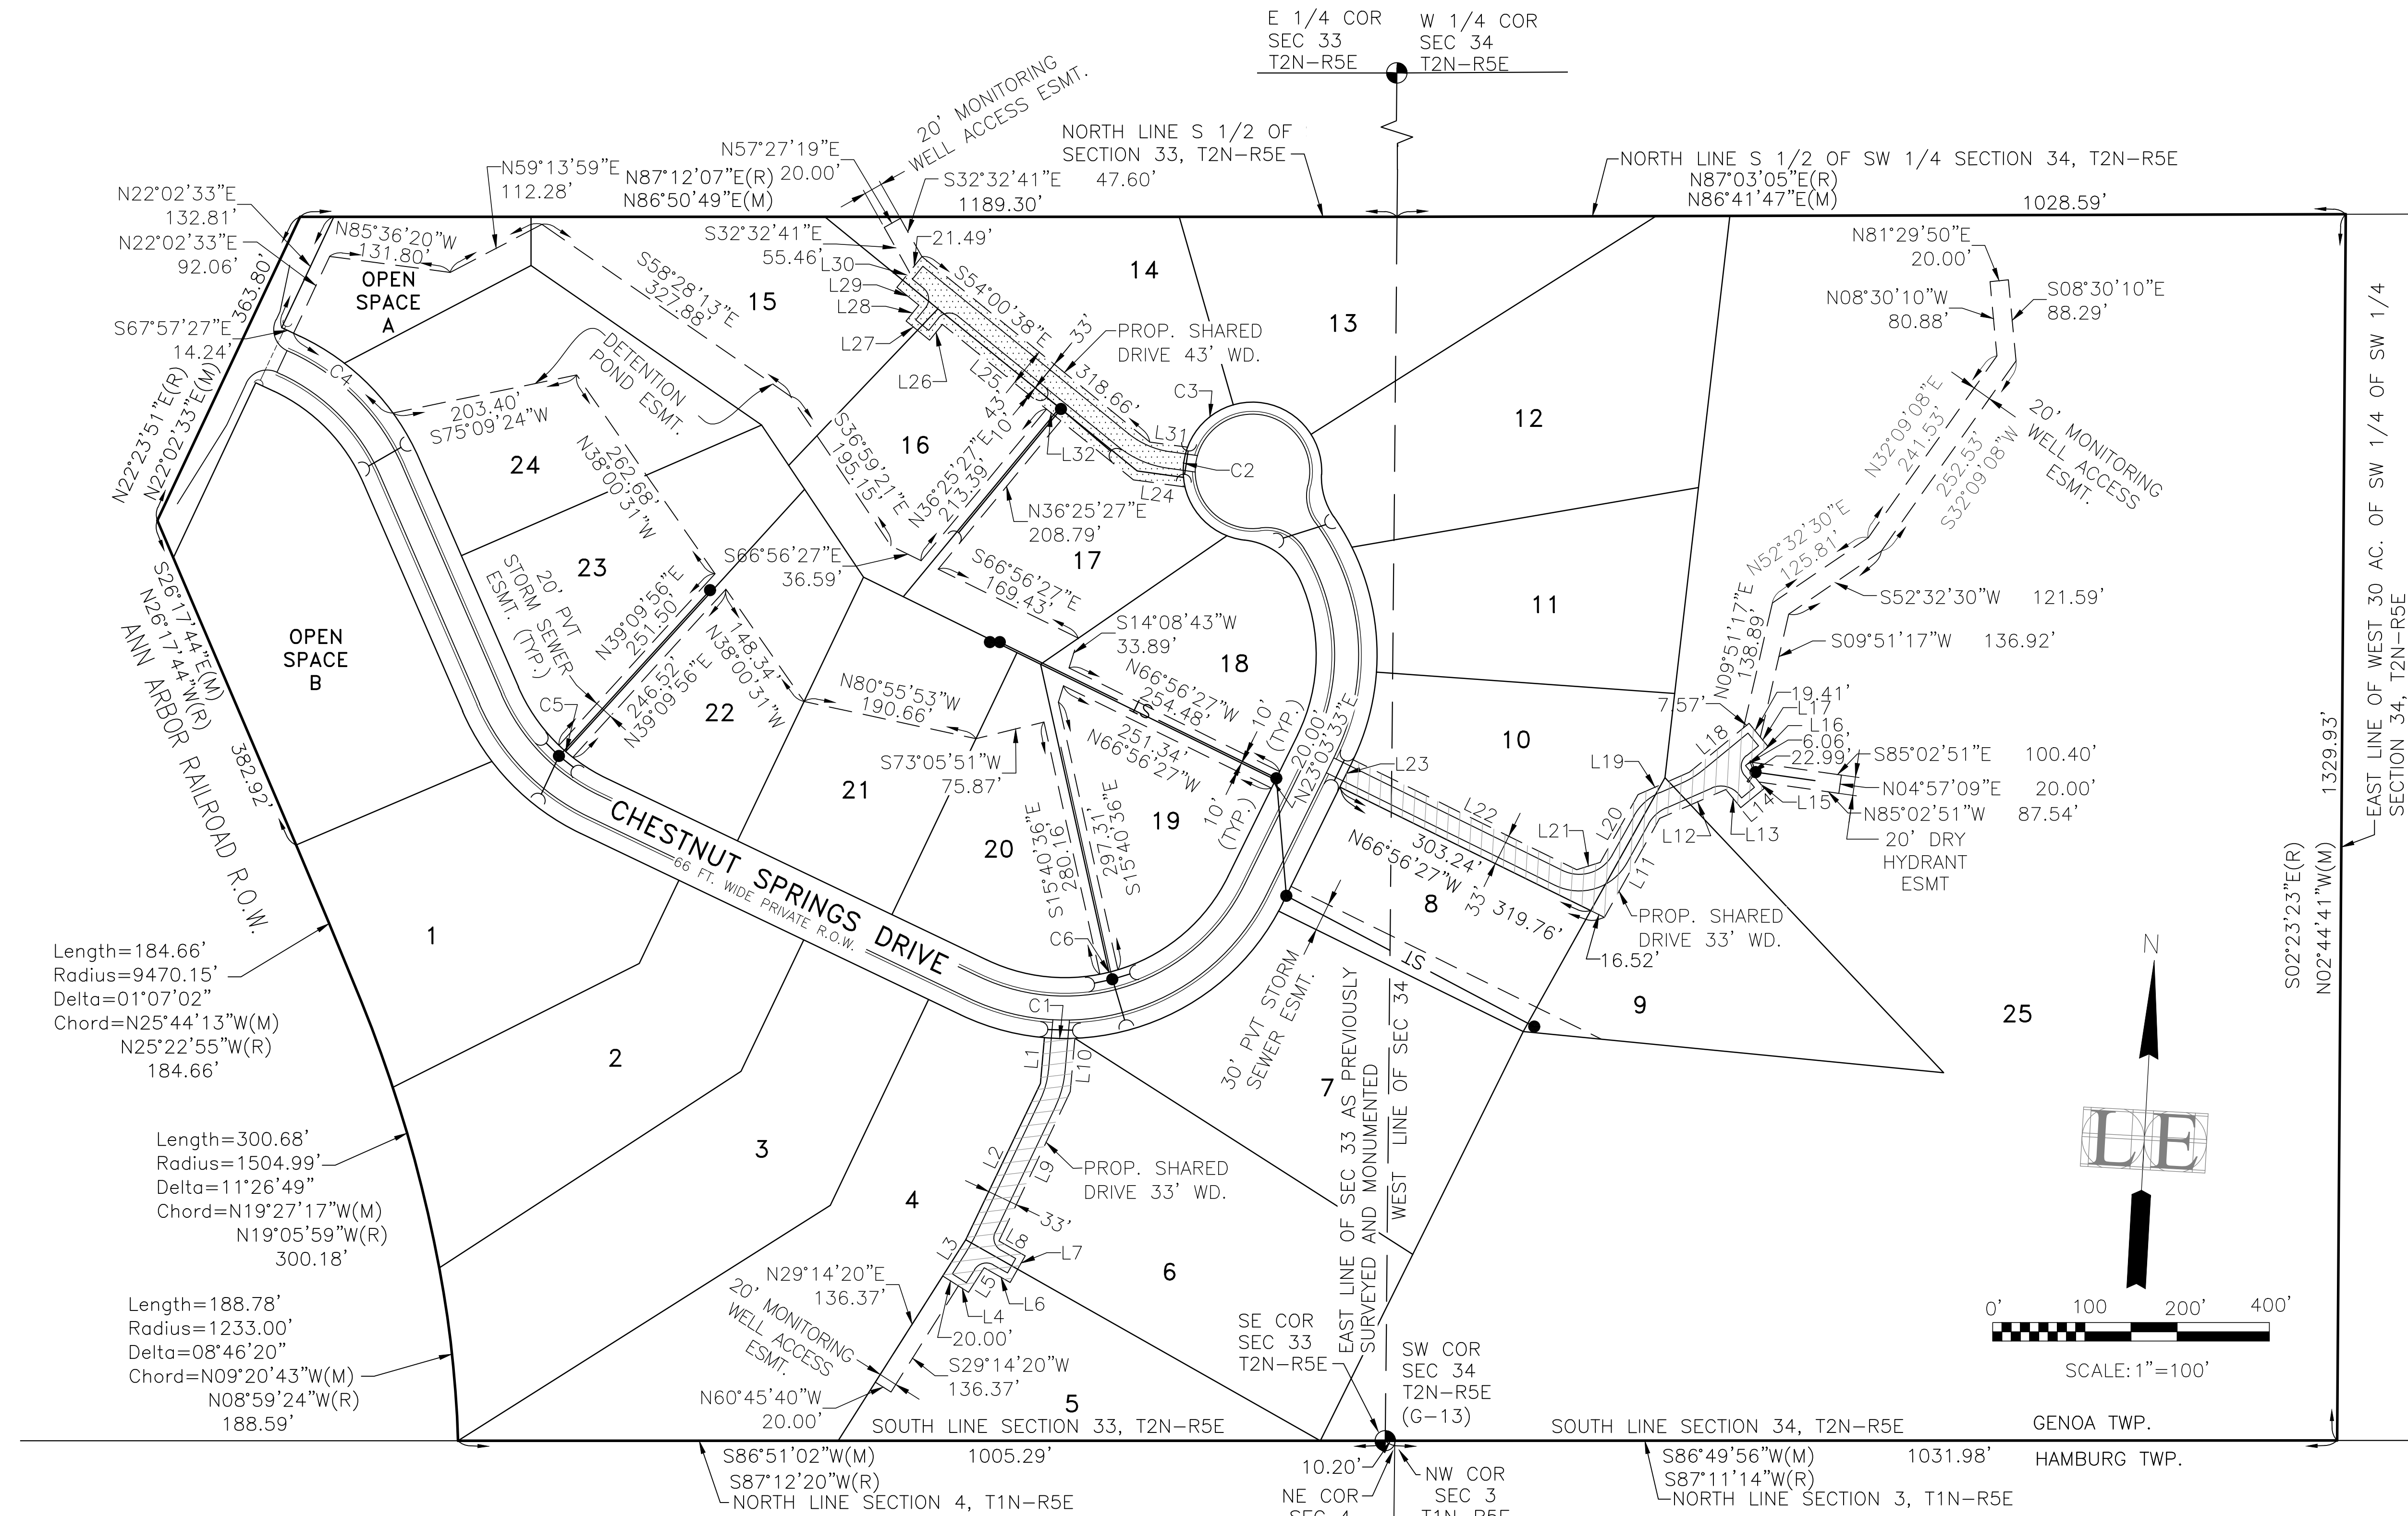 E 1/4 COR
SEC 33
T2N-R5E
W 1/4 COR
SEC 34
T2N-R5E
20' MONITORING
WELL ACCESS ESMT.
NORTH LINE S 1/2 OF
SECTION 33, T2N-R5E
NORTH LINE S 1/2 OF SW 1/4 SECTION 34, T2N-R5E
N87°03'05"E(R)
N86°41'47"E(M)
1028.59'
N57°27'19"E
20.00'
N87°12'07"E(R)
N86°50'49"E(M)
S32°32'41"E 47.60'
1189.30'
N59°13'59"E
112.28'
N22°02'33"E
132.81'
N22°02'33"E
92.06'
N85°36'20"W
131.80'
OPEN
SPACE
A
363.80'
S67°57'27"E
14.24'
N22°23'51"E(R)
N22°02'33"E(M)
C4
S32°32'41"E
55.46'
21.49'
L30
L29
L28
L27
L26
L25
S58°28'13"E
327.88'
15
14
13
S54°00'38"E
318.66'
33'
43'
10'
PROP. SHARED
DRIVE 43' WD.
C3
C2
L31
L32
L24
DETENTION
POND ESMT.
203.40'
S75°09'24"W
24
262.68'
N38°00'31"W
S36°59'21"E
195.15'
16
N36°25'27"E
213.39'
N36°25'27"E
208.79'
17
12
N81°29'50"E
20.00'
N08°30'10"W
80.88'
S08°30'10"E
88.29'
N32°09'08"E
241.53'
252.53'
S32°09'08"W
20' MONITORING
WELL ACCESS
ESMT.
N52°32'30"E
125.81'
S52°32'30"W 121.59'
S09°51'17"W 136.92'
N09°51'17"E
138.89'
EAST LINE OF WEST 30 AC. OF SW 1/4 OF SW 1/4
SECTION 34, T2N-R5E
OPEN
SPACE
B
S26°17'44"E(M)
N26°17'44"W(R)
ANN ARBOR RAILROAD R.O.W.
382.92'
23
20' PVT
STORM SEWER
ESMT. (TYP.)
N39°09'56"E
251.50'
246.52'
N39°09'56"E
C5
S66°56'27"E
36.59'
S66°56'27"E
169.43'
148.34'
N38°00'31"W
22
N80°55'53"W
190.66'
S14°08'43"W
33.89'
18
N66°56'27"W
254.48'
ST
251.34'
N66°56'27"W
10'
(TYP.)
10'
(TYP.)
20.00'
N23°03'33"E
S73°05'51"W
75.87'
21
20
19
S15°40'36"E
280.16
297.31'
S15°40'36"E
C6
11
10
7.57'
19.41'
L17
L16
6.06'
22.99'
L18
L19
S85°02'51"E 100.40'
N04°57'09"E 20.00'
N85°02'51"W 87.54'
20' DRY
HYDRANT
ESMT
L14
L15
L13
L12
L11
L20
L21
L22
L23
303.24'
N66°56'27"W 319.76'
33'
8
PROP. SHARED
DRIVE 33' WD.
16.52'
9
25
1329.93'
S02°23'23"E(R)
N02°44'41"W(M)
CHESTNUT SPRINGS DRIVE
66 FT. WIDE PRIVATE R.O.W.
1
Length=184.66'
Radius=9470.15'
Delta=01°07'02"
Chord=N25°44'13"W(M)
N25°22'55"W(R)
184.66'
2
3
Length=300.68'
Radius=1504.99'
Delta=11°26'49"
Chord=N19°27'17"W(M)
N19°05'59"W(R)
300.18'
C1
L1
L10
L2
L9
PROP. SHARED
DRIVE 33' WD.
33'
4
L8
L7
L3
L5
L6
L4
20.00'
30' PVT STORM
SEWER ESMT.
ST
7
EAST LINE OF SEC 33 AS PREVIOUSLY
SURVEYED AND MONUMENTED
WEST LINE OF SEC 34
N
LE
6
5
N29°14'20"E
136.37'
20' MONITORING
WELL ACCESS
ESMT.
S29°14'20"W
136.37'
N60°45'40"W
20.00'
Length=188.78'
Radius=1233.00'
Delta=08°46'20"
Chord=N09°20'43"W(M)
N08°59'24"W(R)
188.59'
SE COR
SEC 33
T2N-R5E
SW COR
SEC 34
T2N-R5E
(G-13)
0' 100 200' 400'
SCALE: 1"=100'
SOUTH LINE SECTION 33, T2N-R5E
SOUTH LINE SECTION 34, T2N-R5E
GENOA TWP.
HAMBURG TWP.
S86°51'02"W(M) 1005.29'
S87°12'20"W(R)
NORTH LINE SECTION 4, T1N-R5E
10.20'
NE COR
SEC 4
NW COR
SEC 3
T1N-R5E
S86°49'56"W(M) 1031.98'
S87°11'14"W(R)
NORTH LINE SECTION 3, T1N-R5E